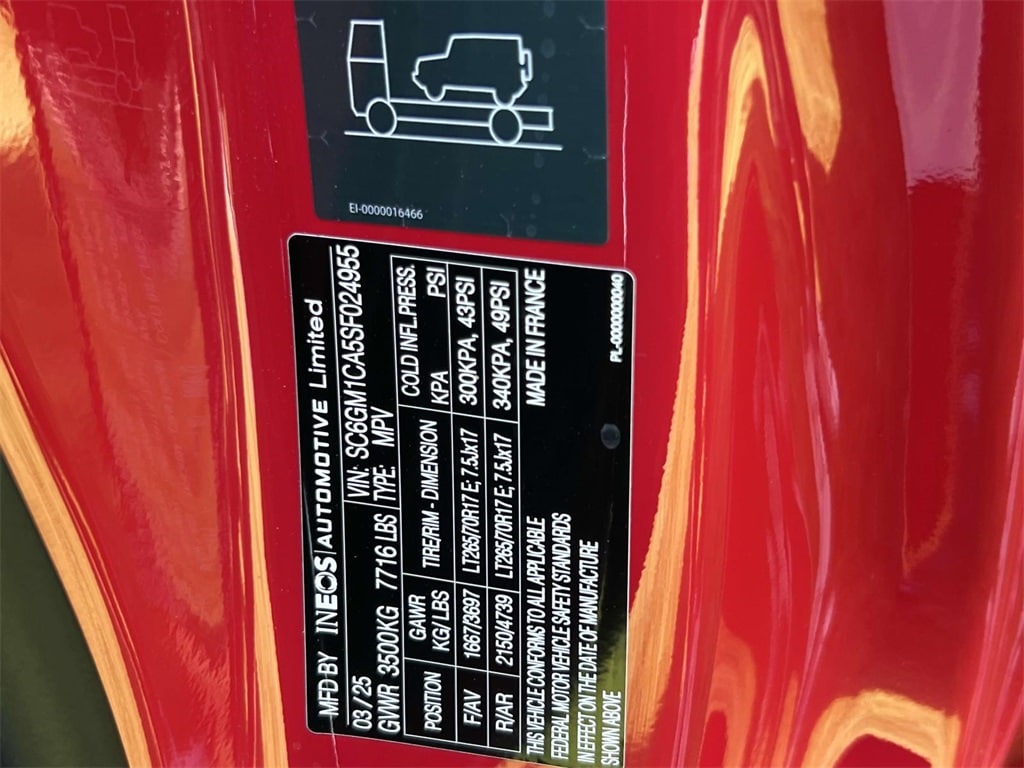 EI-0000016466
MFD BY INEOS | AUTOMOTIVE Limited
03 / 25 VIN: SC6GM1CA5SF024955
GVWR 3500KG 7716 LBS TYPE: MPV
POSITION GAWR KG/LBS TIRE/RIM - DIMENSION COLD INFL.PRESS. KPA PSI
F/AV 1667/3697 LT265/70R17 E; 7.5Jx17 300KPA, 43PSI
R/AR 2150/4739 LT265/70R17 E; 7.5Jx17 340KPA, 49PSI
THIS VEHICLE CONFORMS TO ALL APPLICABLE MADE IN FRANCE
FEDERAL MOTOR VEHICLE SAFETY STANDARDS
IN EFFECT ON THE DATE OF MANUFACTURE
SHOWN ABOVE
PL-0000000040